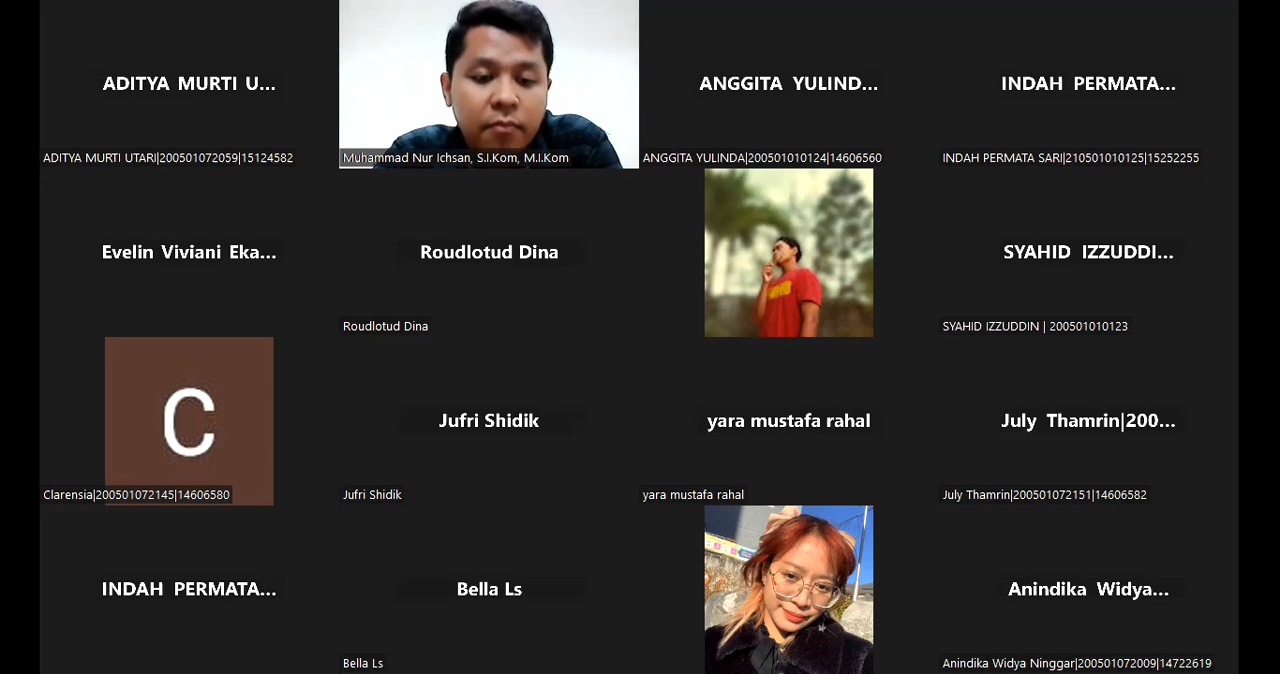 ADITYA MURTI U...
ADITYA MURTI UTARI|200501072059|15124582
Muhammad Nur Ichsan, S.I.Kom, M.I.Kom
ANGGITA YULIND...
ANGGITA YULINDA|200501010124|14606560
INDAH PERMATA...
INDAH PERMATA SARI|210501010125|15252255
Evelin Viviani Eka...
Roudlotud Dina
Roudlotud Dina
SYAHID IZZUDDI...
SYAHID IZZUDDIN | 200501010123
C
Clarensia|200501072145|14606580
Jufri Shidik
Jufri Shidik
yara mustafa rahal
yara mustafa rahal
July Thamrin|200...
July Thamrin|200501072151|14606582
INDAH PERMATA...
Bella Ls
Bella Ls
Anindika Widya...
Anindika Widya Ninggar|200501072009|14722619